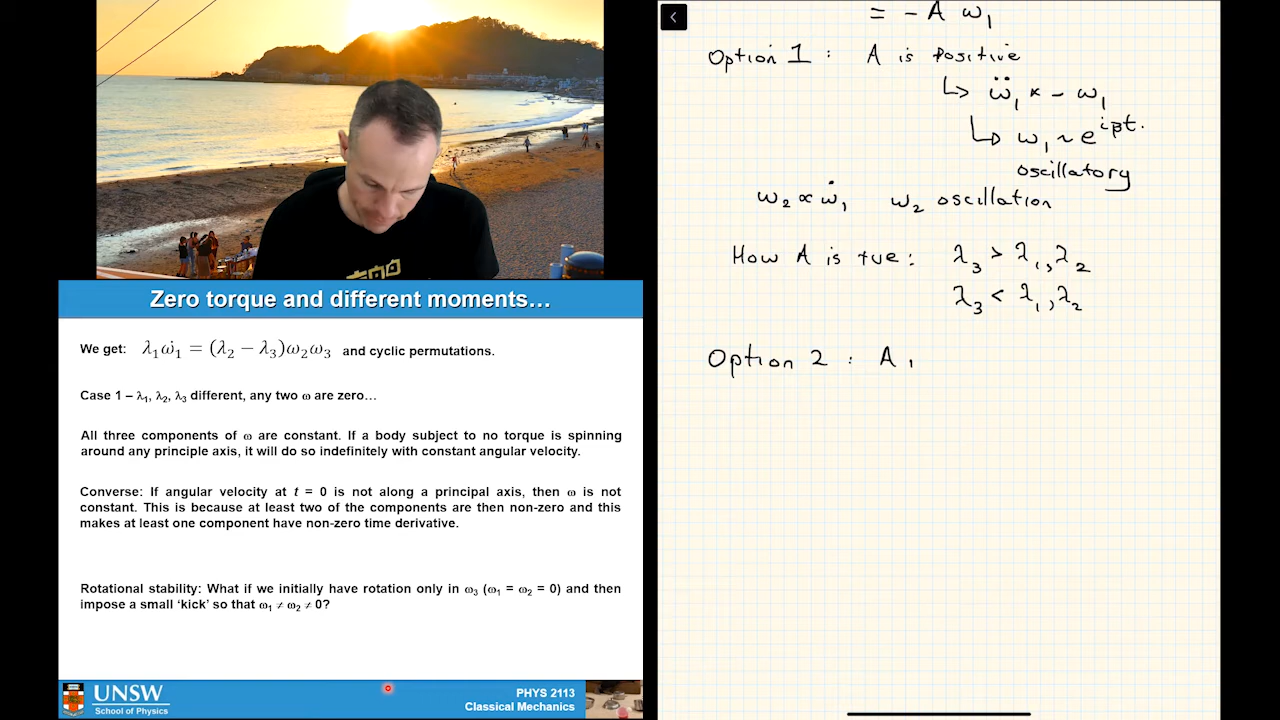 Zero torque and different moments…
We get: λ₁ω̇₁ = (λ₂ − λ₃)ω₂ω₃ and cyclic permutations.
Case 1 – λ₁, λ₂, λ₃ different, any two ω are zero…
All three components of ω are constant. If a body subject to no torque is spinning
around any principle axis, it will do so indefinitely with constant angular velocity.
Converse: If angular velocity at t = 0 is not along a principal axis, then ω is not
constant. This is because at least two of the components are then non-zero and this
makes at least one component have non-zero time derivative.
Rotational stability: What if we initially have rotation only in ω₃ (ω₁ = ω₂ = 0) and then
impose a small ‘kick’ so that ω₁ ≠ ω₂ ≠ 0?
UNSW
School of Physics
PHYS 2113
Classical Mechanics
= - A ω₁
Option 1 : A is positive
↳ ω̈₁ ∝ - ω₁
↳ ω₁ ~ e^{ipt}.
oscillatory
ω₂ ∝ ω̇₁ ω₂ oscillation
How A is +ve : λ₃ > λ₁, λ₂
λ₃ < λ₁, λ₂
Option 2 : A